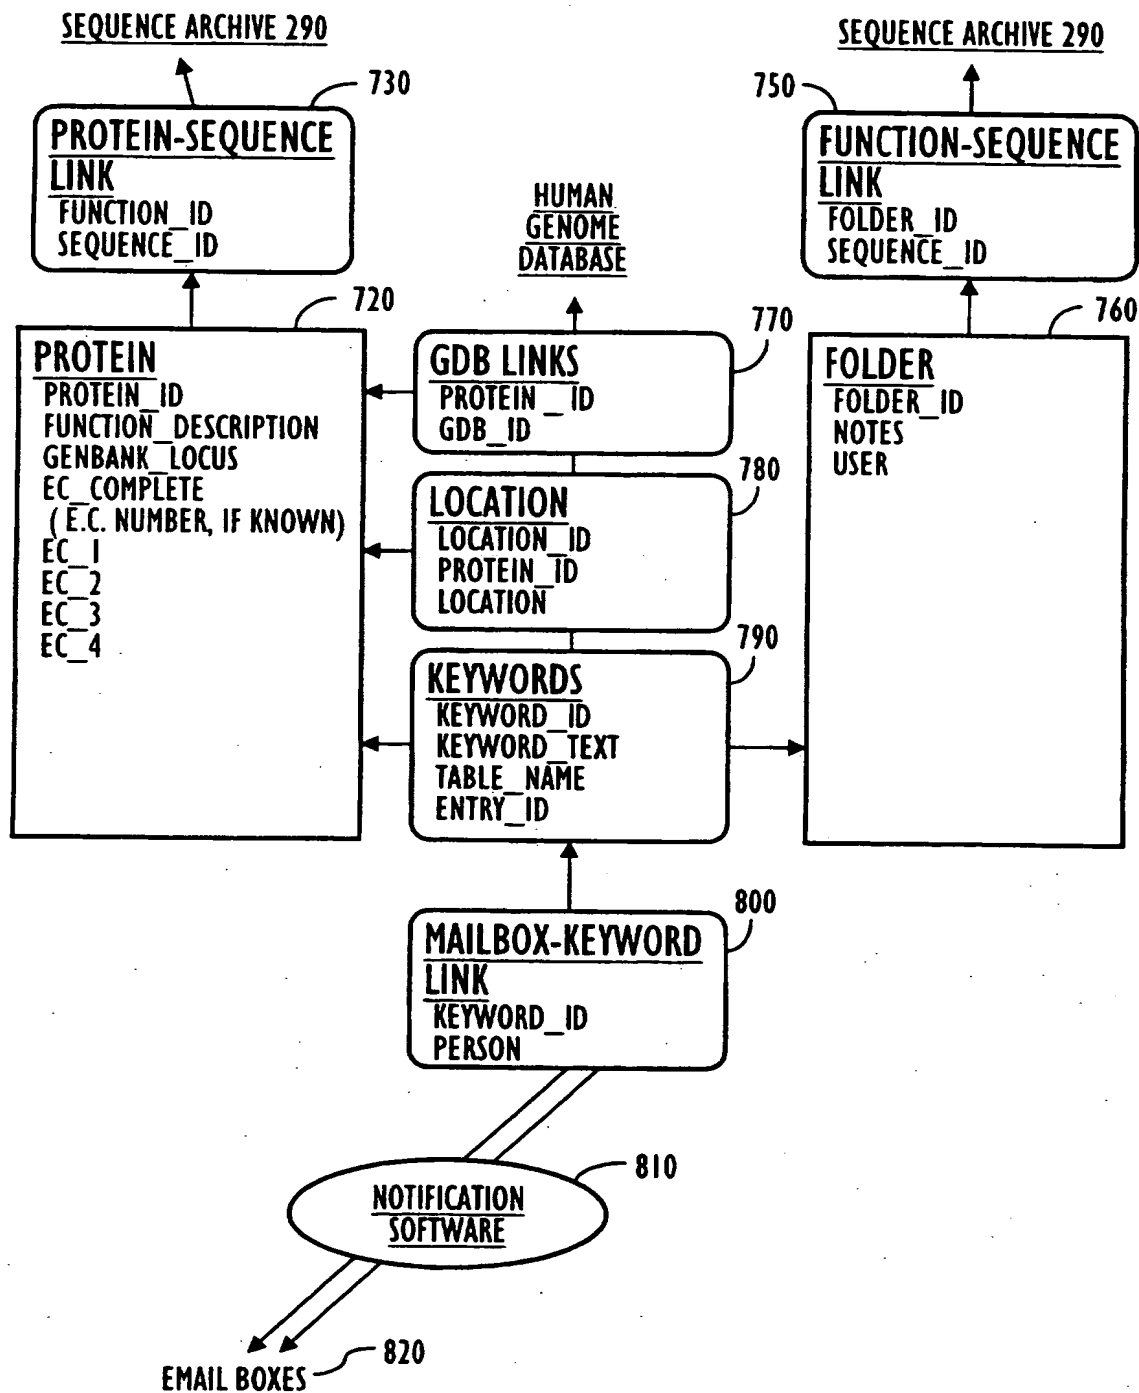 SEQUENCE ARCHIVE 290
730
PROTEIN-SEQUENCE
LINK
FUNCTION_ID
SEQUENCE_ID
SEQUENCE ARCHIVE 290
750
FUNCTION-SEQUENCE
LINK
FOLDER_ID
SEQUENCE_ID
HUMAN
GENOME
DATABASE
720
PROTEIN
PROTEIN_ID
FUNCTION_DESCRIPTION
GENBANK_LOCUS
EC_COMPLETE
( E.C. NUMBER, IF KNOWN)
EC_1
EC_2
EC_3
EC_4
770
GDB LINKS
PROTEIN_ID
GDB_ID
780
LOCATION
LOCATION_ID
PROTEIN_ID
LOCATION
790
KEYWORDS
KEYWORD_ID
KEYWORD_TEXT
TABLE_NAME
ENTRY_ID
760
FOLDER
FOLDER_ID
NOTES
USER
800
MAILBOX-KEYWORD
LINK
KEYWORD_ID
PERSON
810
NOTIFICATION
SOFTWARE
820
EMAIL BOXES